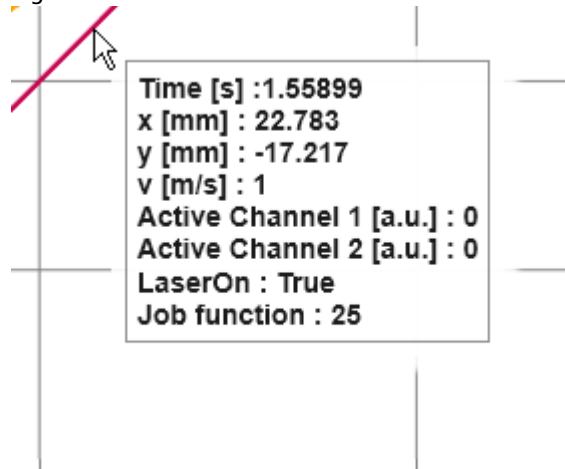 Time [s] :1.55899
x [mm] : 22.783
y [mm] : -17.217
v [m/s] : 1
Active Channel 1 [a.u.] : 0
Active Channel 2 [a.u.] : 0
LaserOn : True
Job function : 25